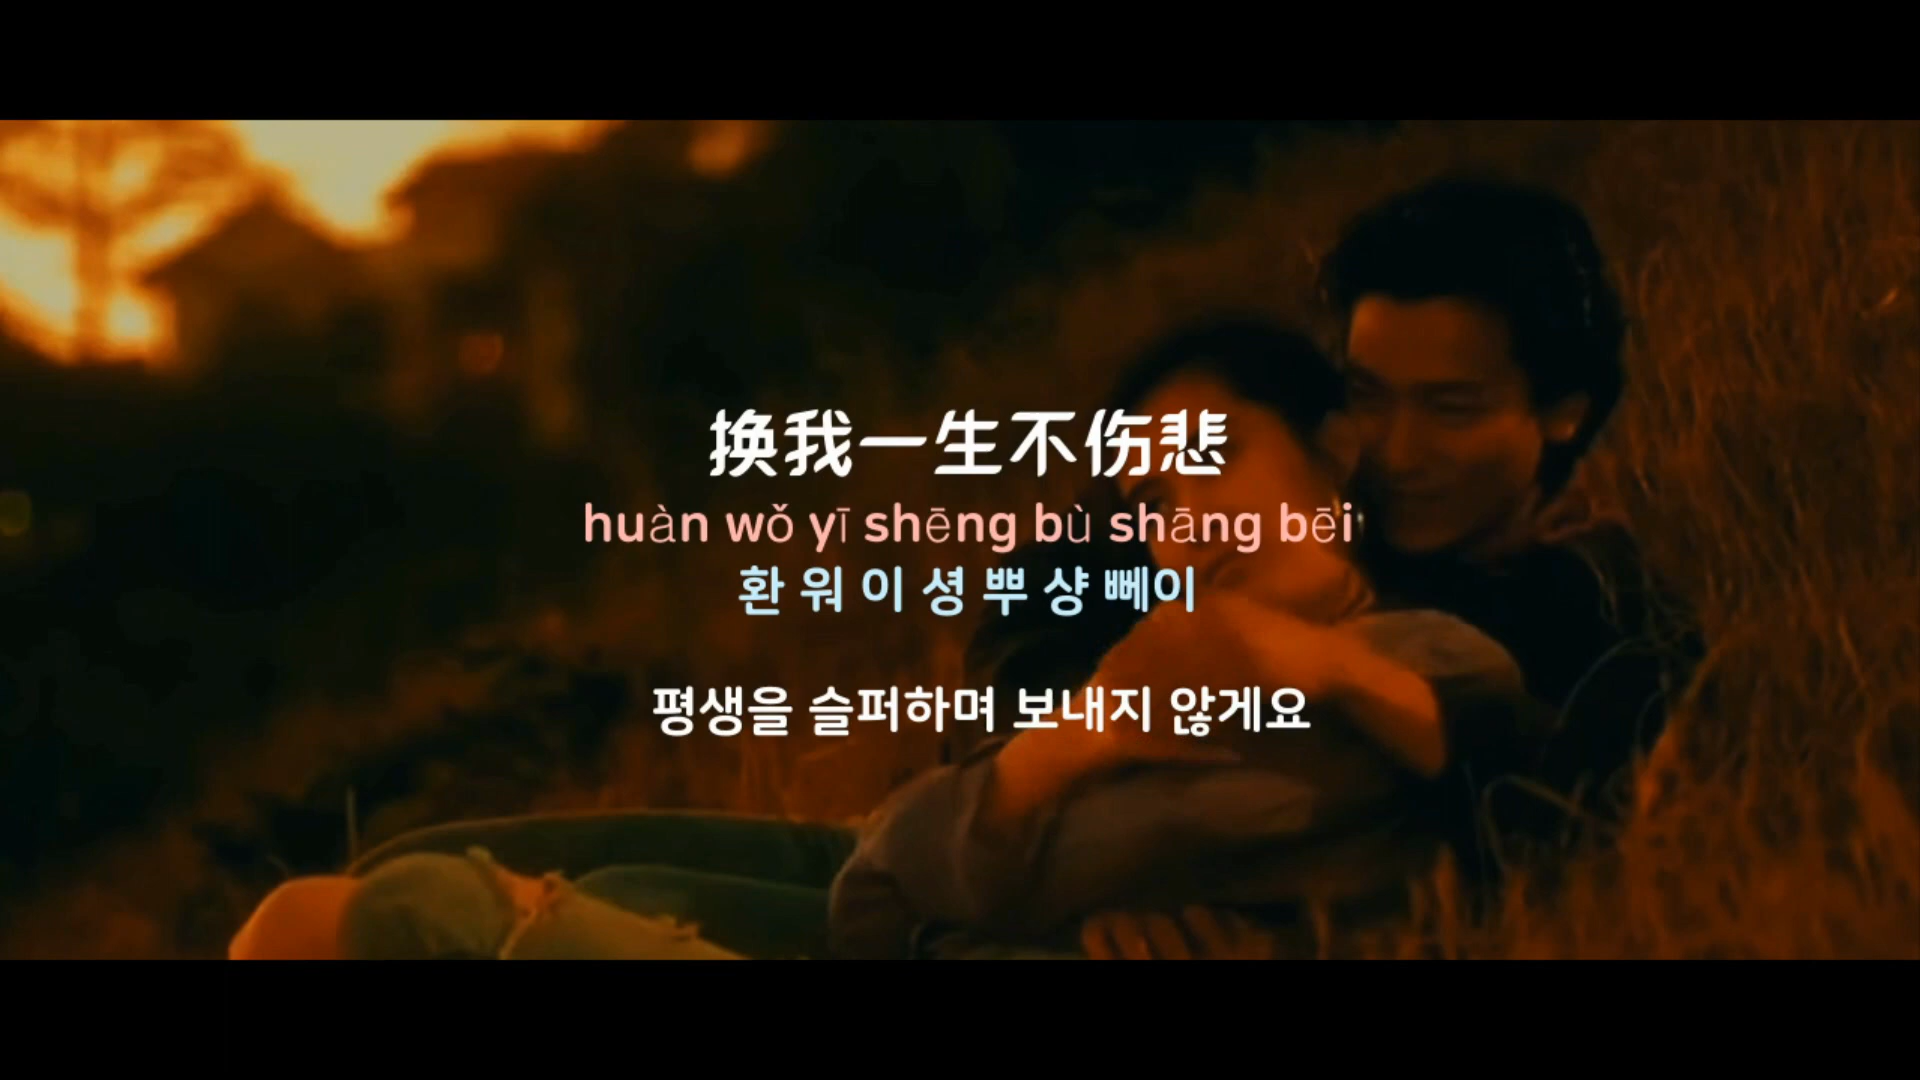 换我一生不伤悲
huàn wǒ yī shēng bù shāng bēi
환 워 이 셩 뿌 샹 뻬이
평생을 슬퍼하며 보내지 않게요